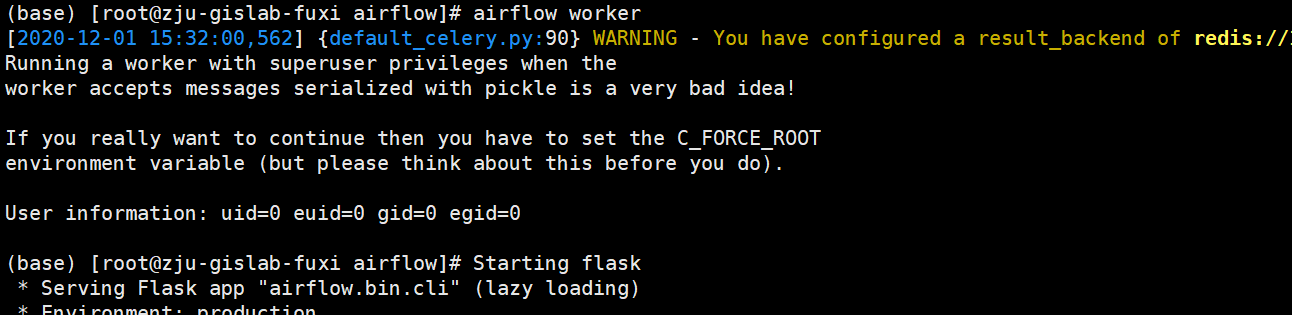 (base) [root@zju-gislab-fuxi airflow]# airflow worker
[2020-12-01 15:32:00,562] {default_celery.py:90} WARNING - You have configured a result_backend of redis://
Running a worker with superuser privileges when the
worker accepts messages serialized with pickle is a very bad idea!
If you really want to continue then you have to set the C_FORCE_ROOT
environment variable (but please think about this before you do).
User information: uid=0 euid=0 gid=0 egid=0
(base) [root@zju-gislab-fuxi airflow]# Starting flask
* Serving Flask app "airflow.bin.cli" (lazy loading)
* Environment: production